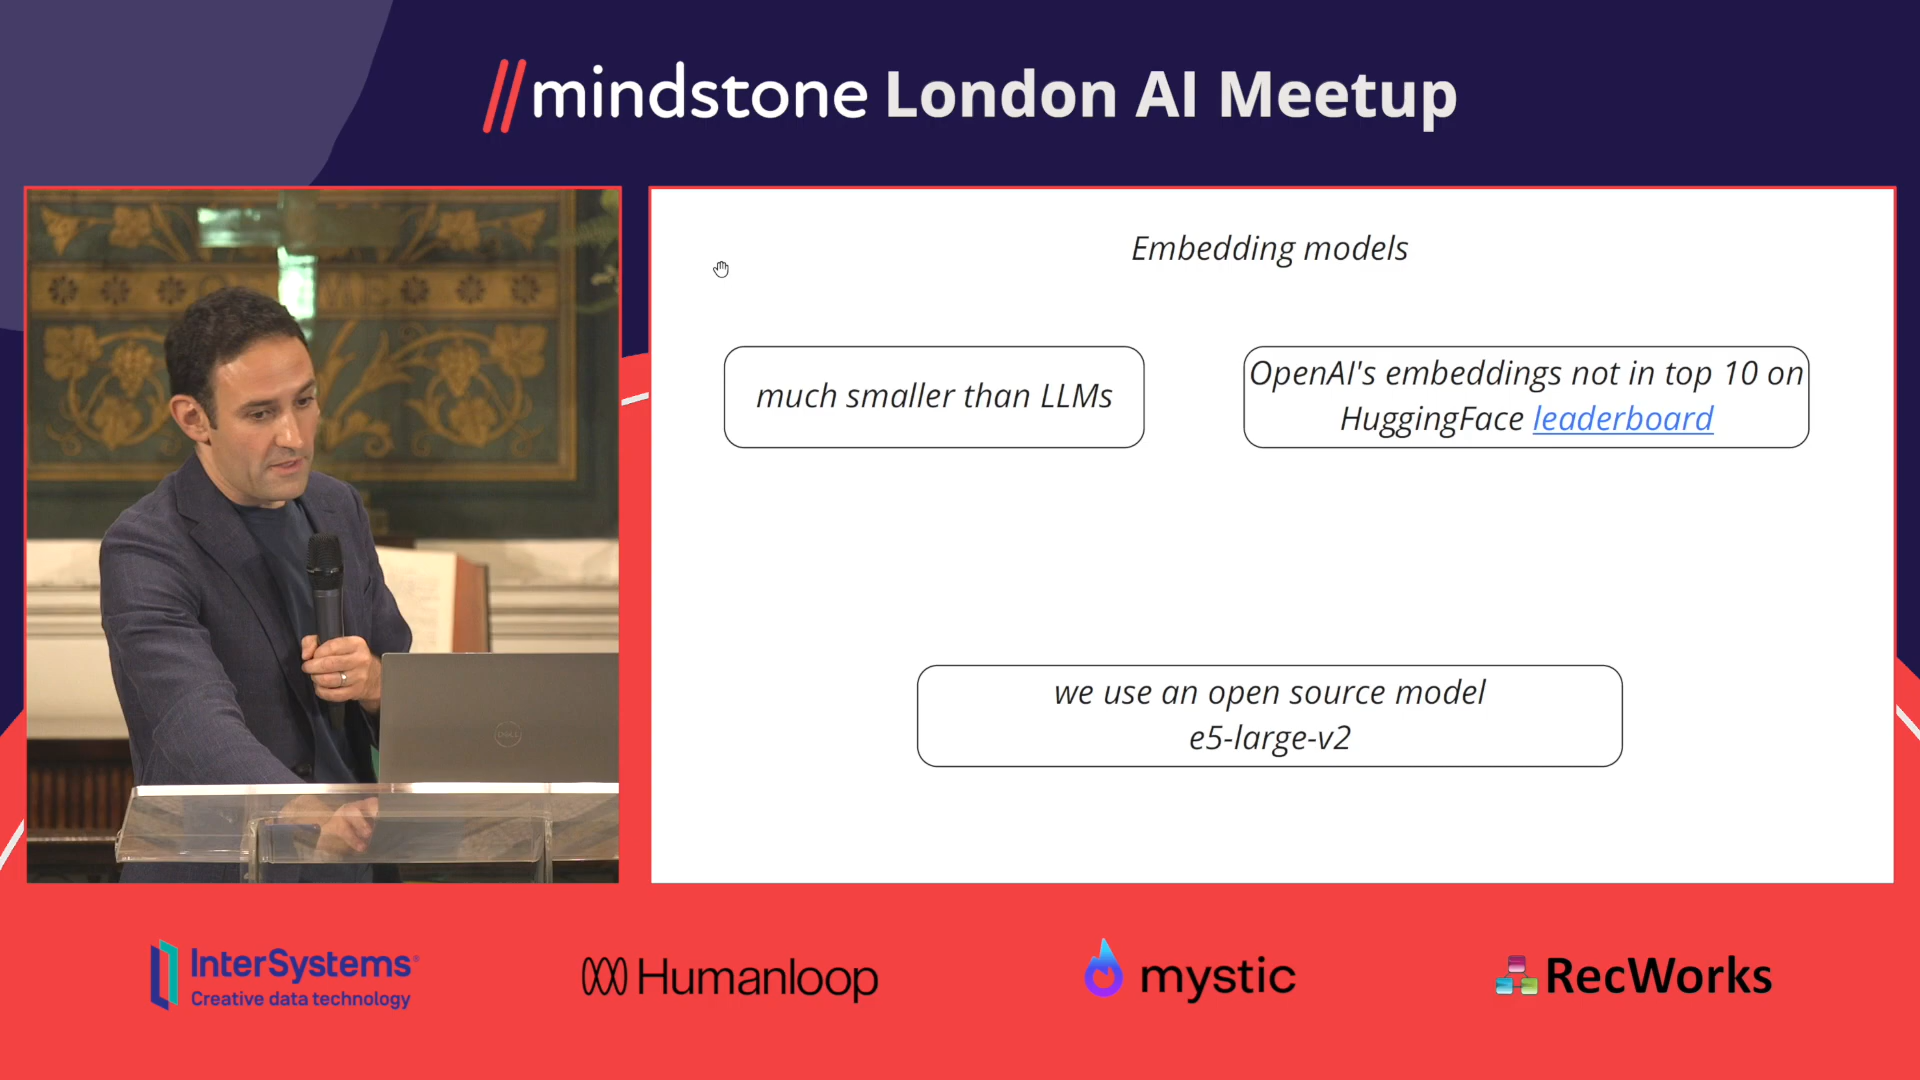 //mindstone London AI Meetup
Embedding models
much smaller than LLMs
OpenAI's embeddings not in top 10 on
HuggingFace leaderboard
we use an open source model
e5-large-v2
DELL
InterSystems®
Creative data technology
Humanloop
mystic
RecWorks